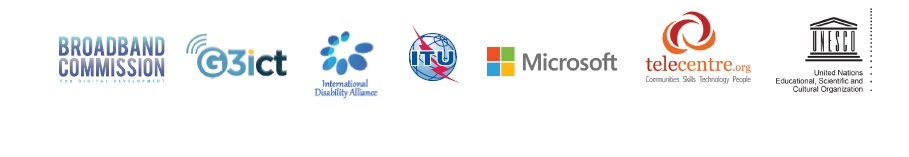 BROADBAND
COMMISSION
FOR DIGITAL DEVELOPMENT
G3ict
International
Disability Alliance
ITU
Microsoft
telecentre.org
Communities Skills Technology People
UNESCO
United Nations
Educational, Scientific and
Cultural Organization